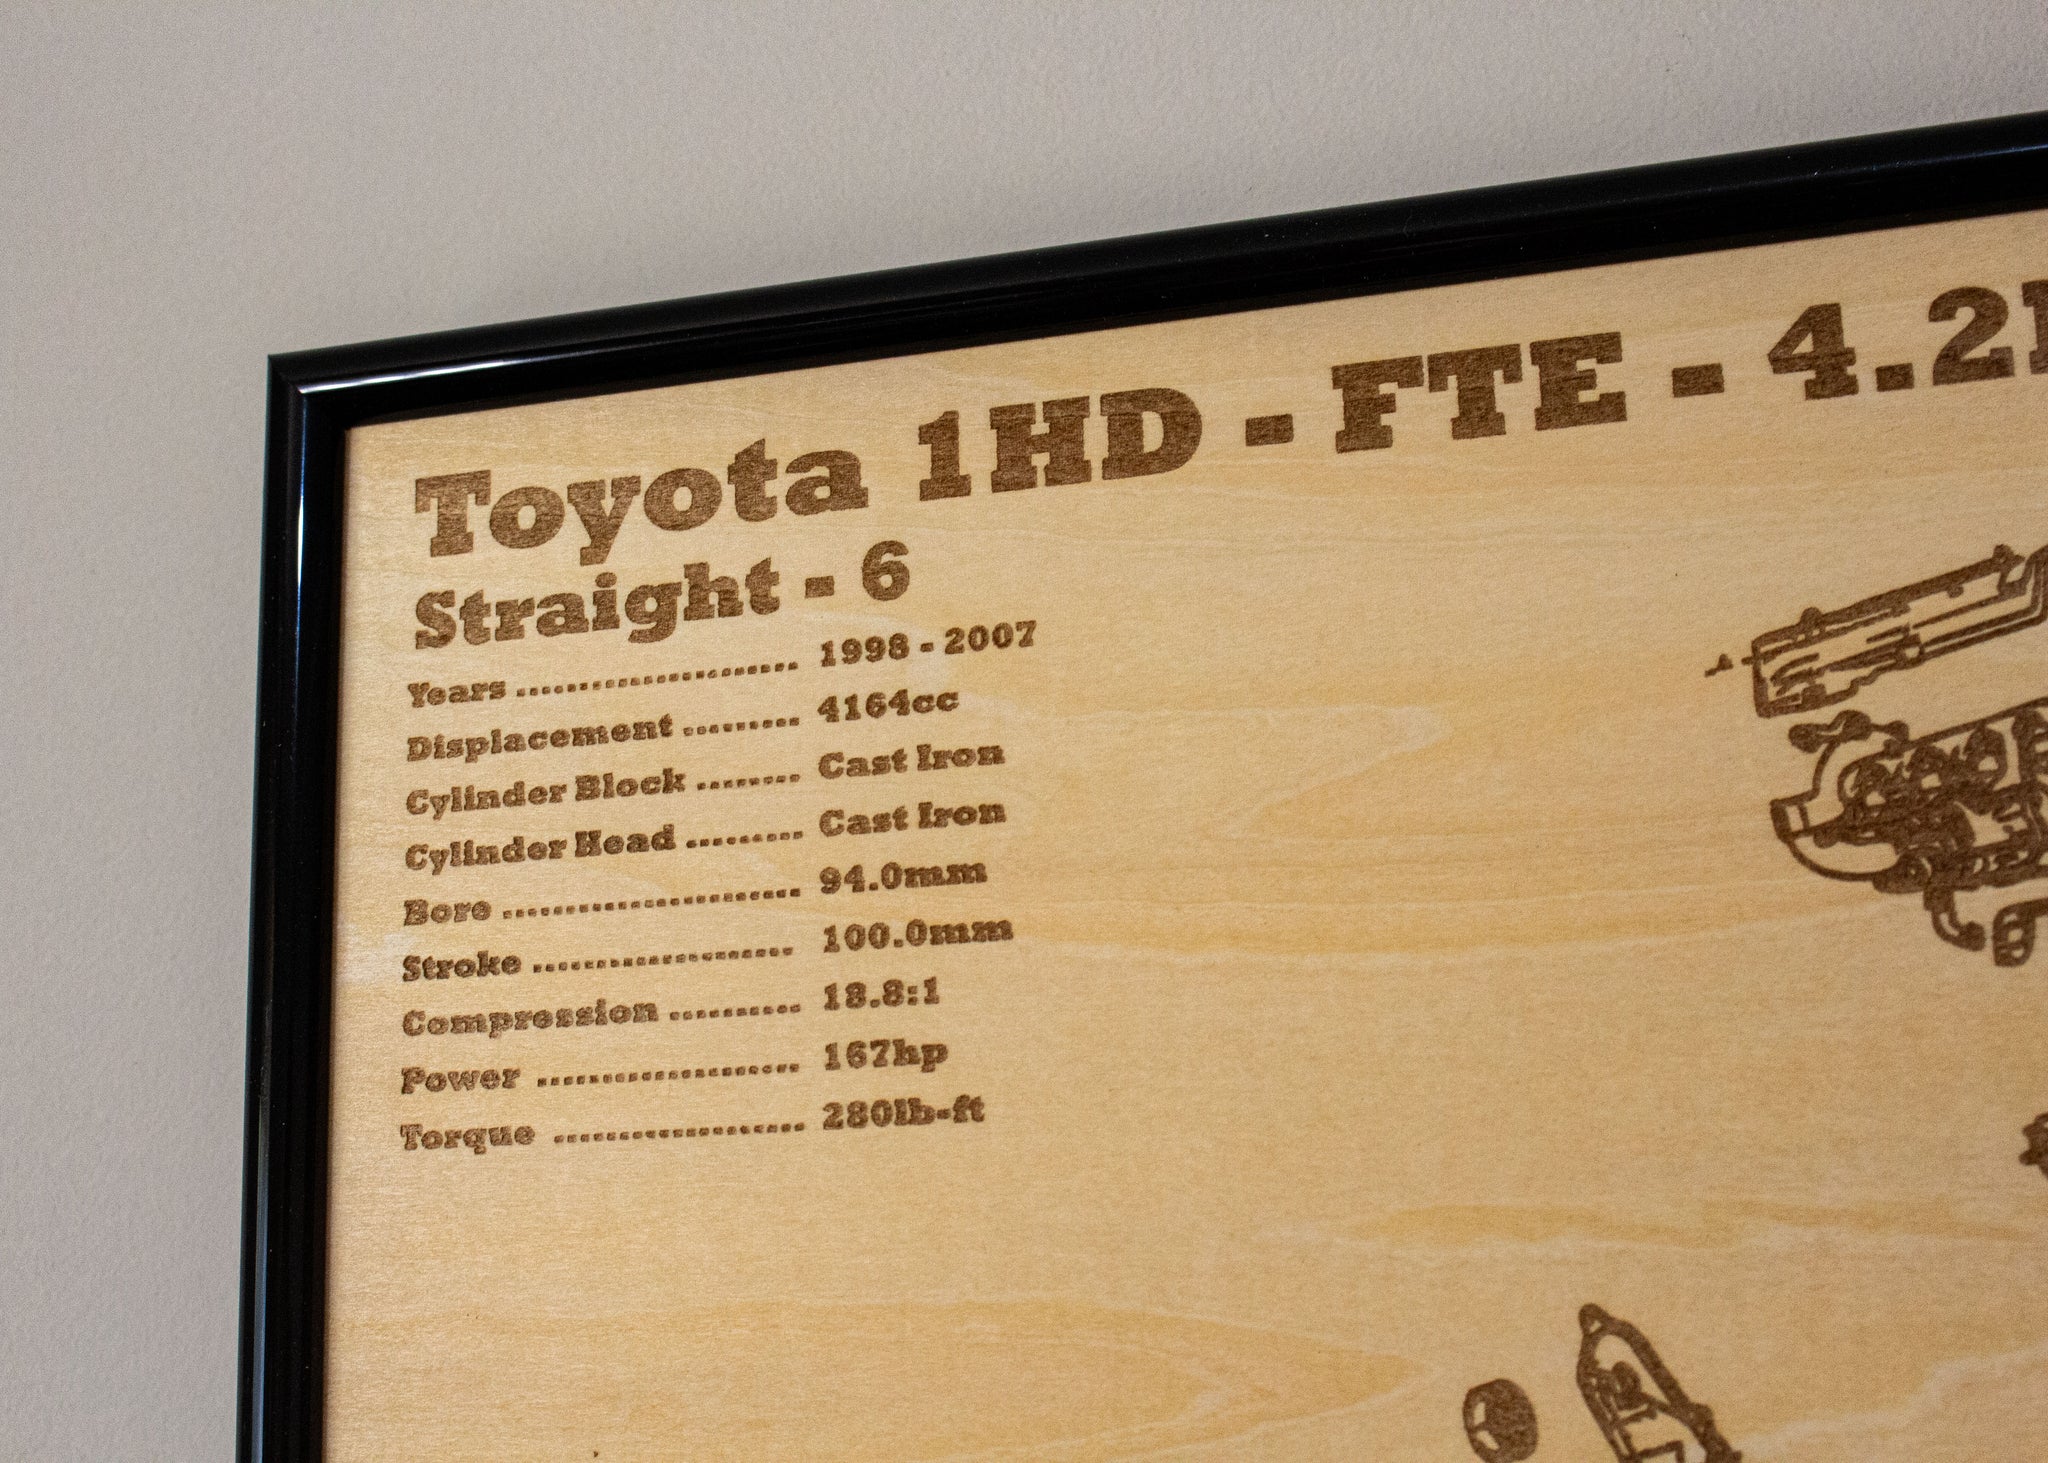 Toyota 1HD - FTE - 4.2L
Straight - 6
Years ...................... 1998 - 2007
Displacement ......... 4164cc
Cylinder Block ........ Cast Iron
Cylinder Head ......... Cast Iron
Bore ....................... 94.0mm
Stroke .................... 100.0mm
Compression .......... 18.8:1
Power .................... 167hp
Torque ................... 280lb-ft